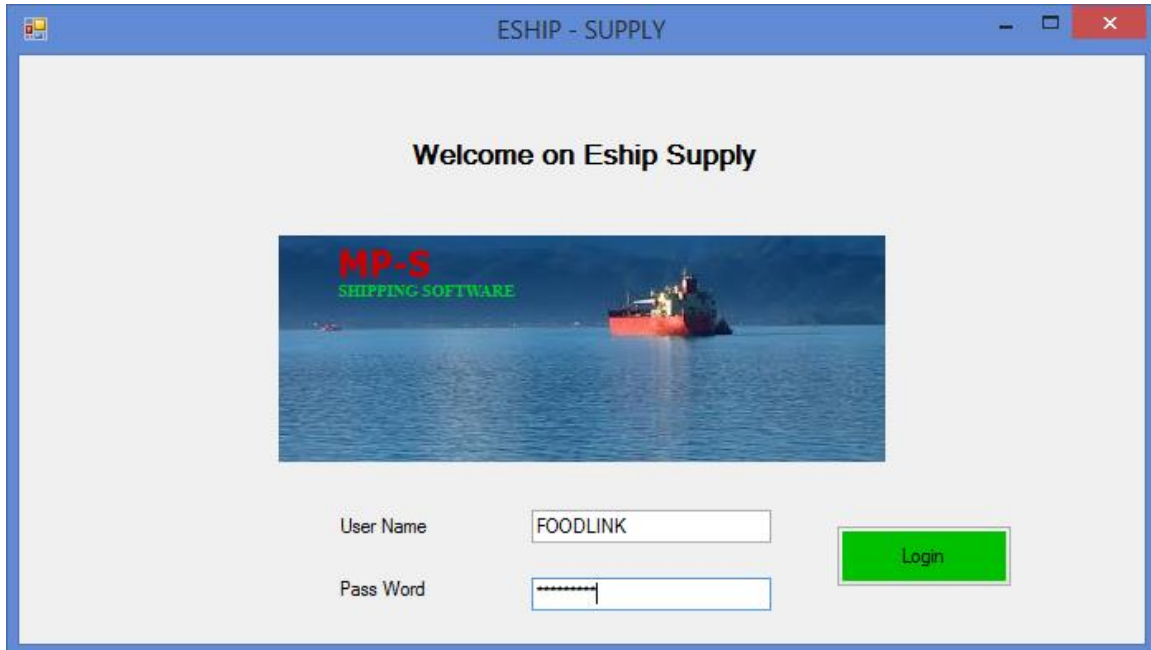 ESHIP - SUPPLY
Welcome on Eship Supply
MP-S
SHIPPING SOFTWARE
User Name FOODLINK
Login
Pass Word *********